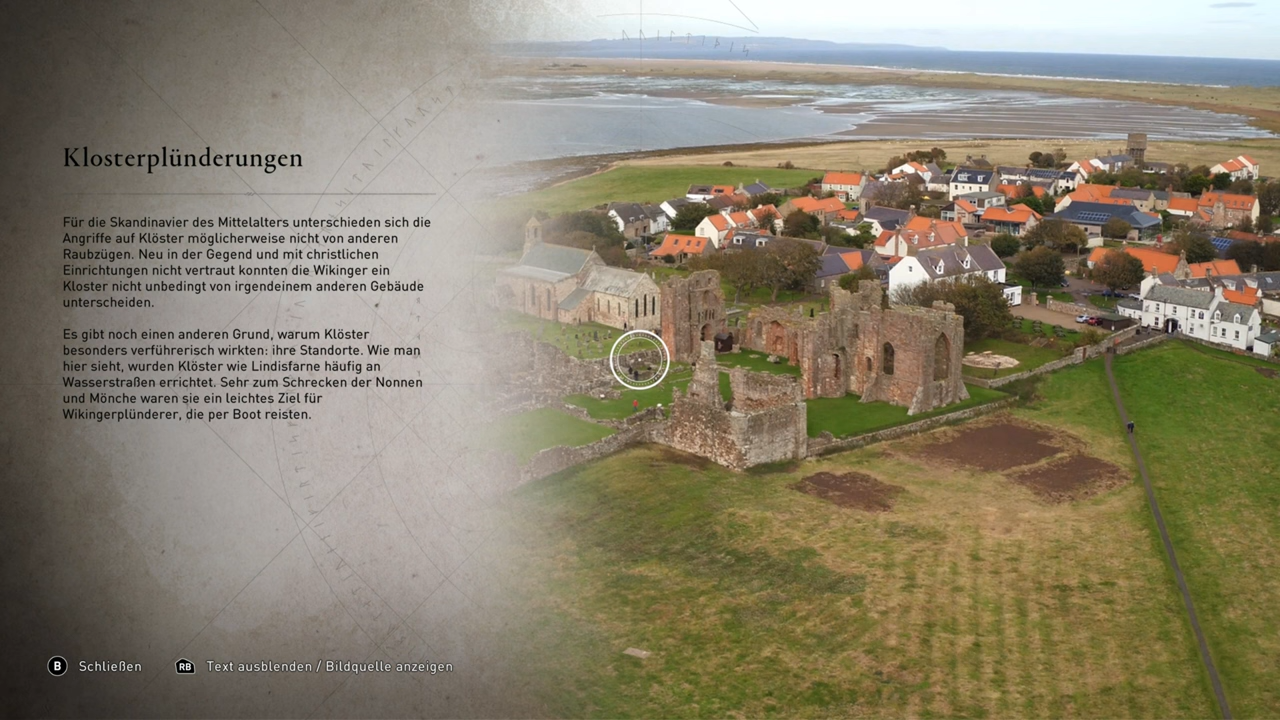 Klosterplünderungen
Für die Skandinavier des Mittelalters unterschieden sich die
Angriffe auf Klöster möglicherweise nicht von anderen
Raubzügen. Neu in der Gegend und mit christlichen
Einrichtungen nicht vertraut konnten die Wikinger ein
Kloster nicht unbedingt von irgendeinem anderen Gebäude
unterscheiden.
Es gibt noch einen anderen Grund, warum Klöster
besonders verführerisch wirkten: ihre Standorte. Wie man
hier sieht, wurden Klöster wie Lindisfarne häufig an
Wasserstraßen errichtet. Sehr zum Schrecken der Nonnen
und Mönche waren sie ein leichtes Ziel für
Wikingerplünderer, die per Boot reisten.
B Schließen RB Text ausblenden / Bildquelle anzeigen